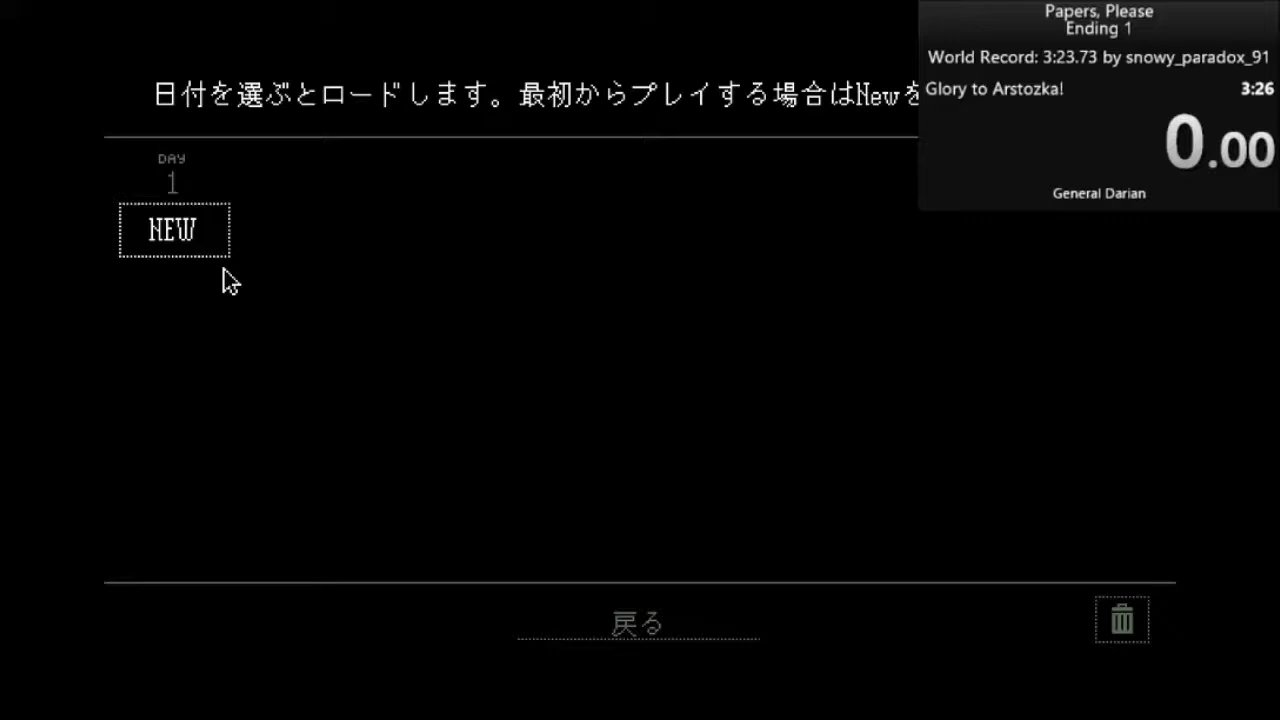 Papers, Please
Ending 1
World Record: 3:23.73 by snowy_paradox_91
Glory to Arstozka! 3:26
0.00
General Darian
日付を選ぶとロードします。最初からプレイする場合はNewを
DAY
1
NEW
戻る